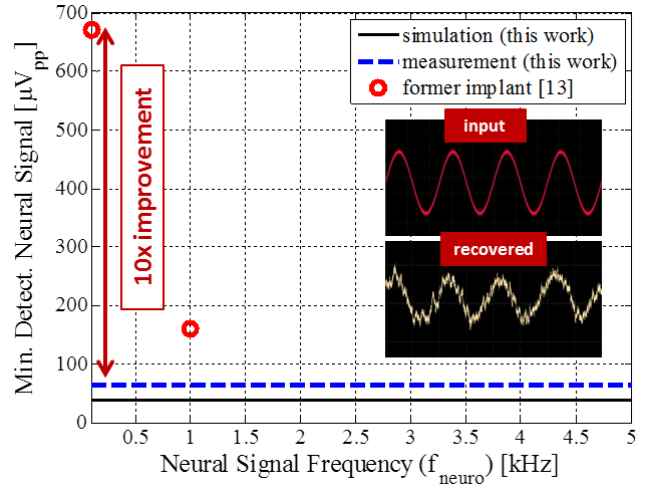 700
600
500
400
300
200
100
0
Min. Detect. Neural Signal [μVpp]
10x improvement
simulation (this work)
measurement (this work)
former implant [13]
input
recovered
0.5 1 1.5 2 2.5 3 3.5 4 4.5 5
Neural Signal Frequency (fneuro) [kHz]